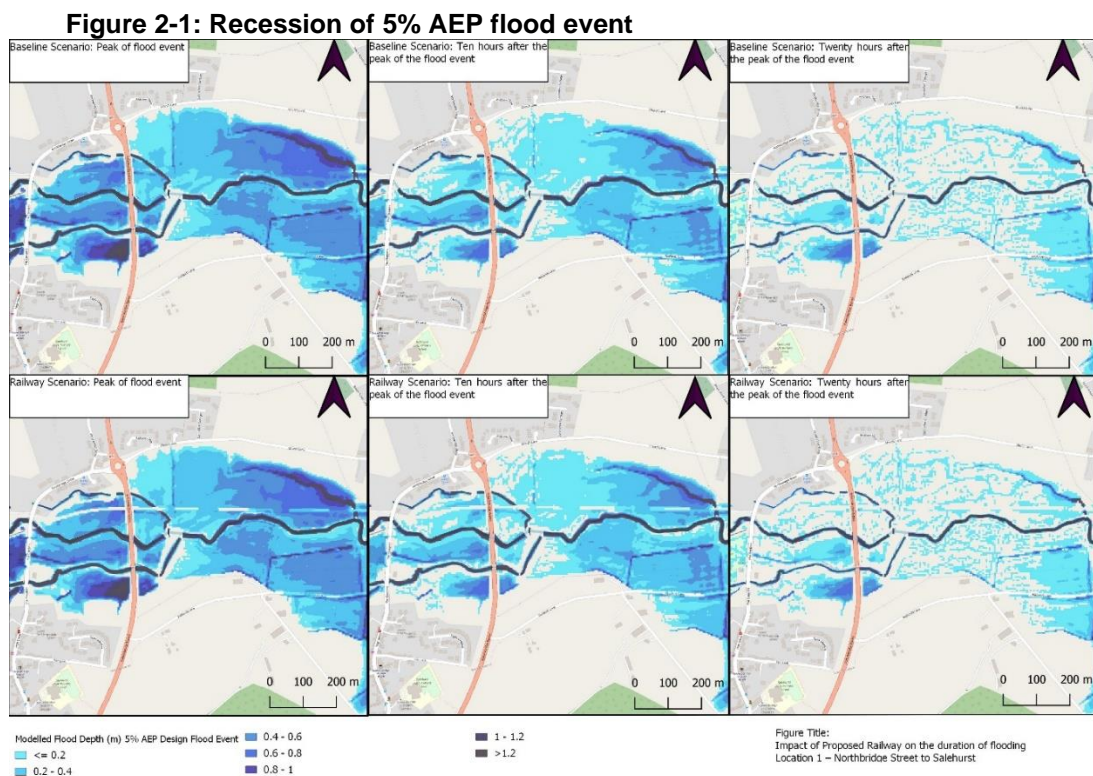 Figure 2-1: Recession of 5% AEP flood event
Baseline Scenario: Peak of flood event
Baseline Scenario: Ten hours after the
peak of the flood event
Baseline Scenario: Twenty hours after
the peak of the flood event
0 100 200 m
0 100 200 m
0 100 200 m
Railway Scenario: Peak of flood event
Railway Scenario: Ten hours after the
peak of the flood event
Railway Scenario: Twenty hours after
the peak of the flood event
0 100 200 m
0 100 200 m
0 100 200 m
Modelled Flood Depth (m) 5% AEP Design Flood Event
<= 0.2
0.2 - 0.4
0.4 - 0.6
0.6 - 0.8
0.8 - 1
1 - 1.2
>1.2
Figure Title:
Impact of Proposed Railway on the duration of flooding
Location 1 – Northbridge Street to Salehurst